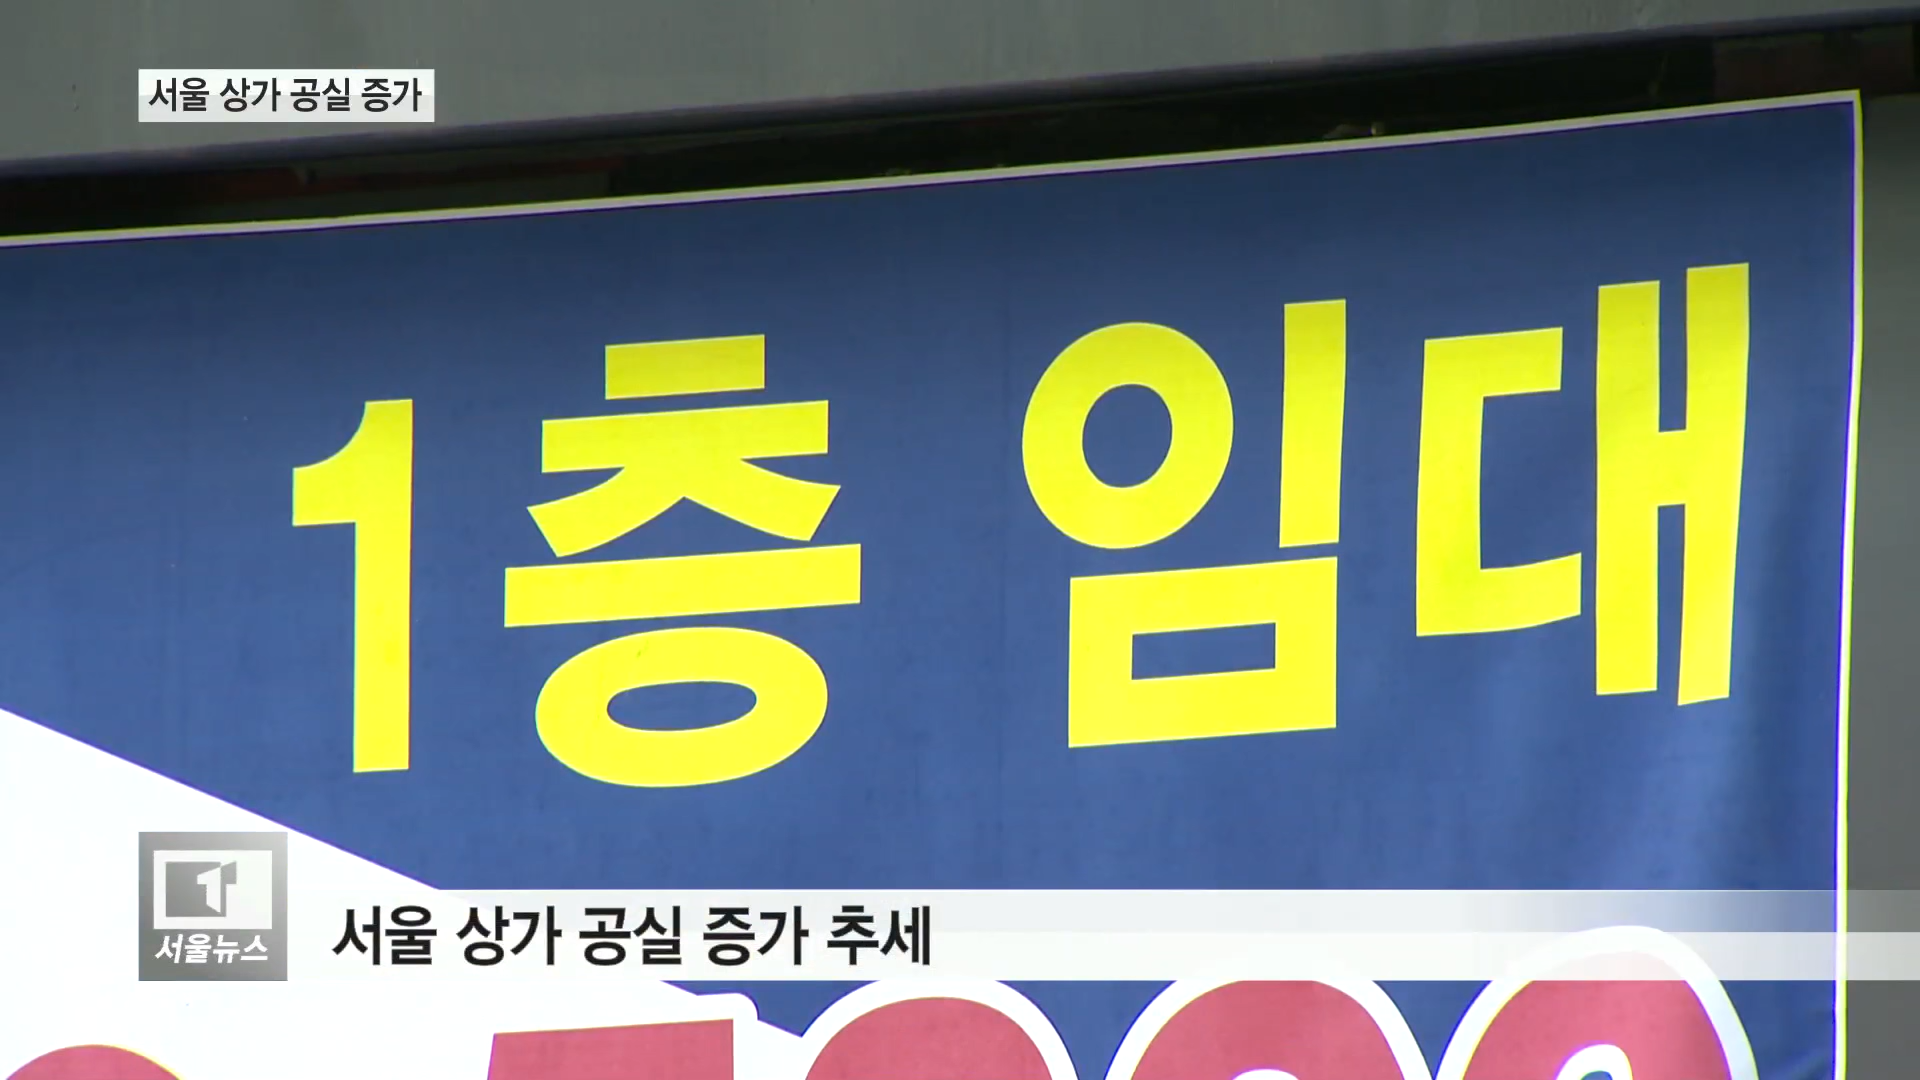 서울 상가 공실 증가
1층 임대
서울뉴스
서울 상가 공실 증가 추세